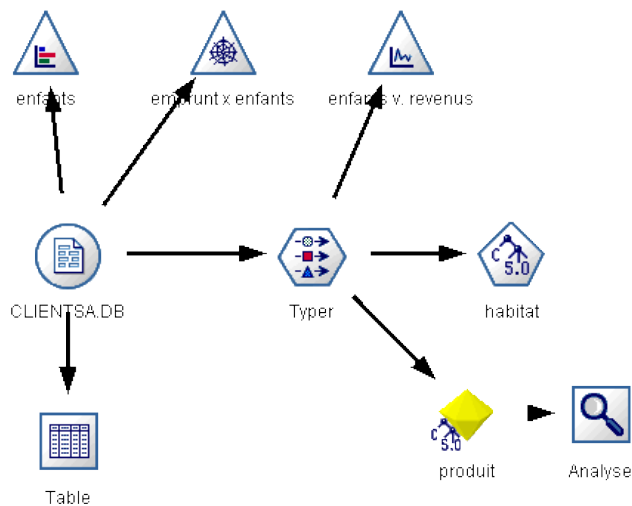 enfants
emprunt x enfants
enfants v. revenus
C 5.0
CLIENTSA.DB
Typer
habitat
C 5.0
Table
produit
Analyse